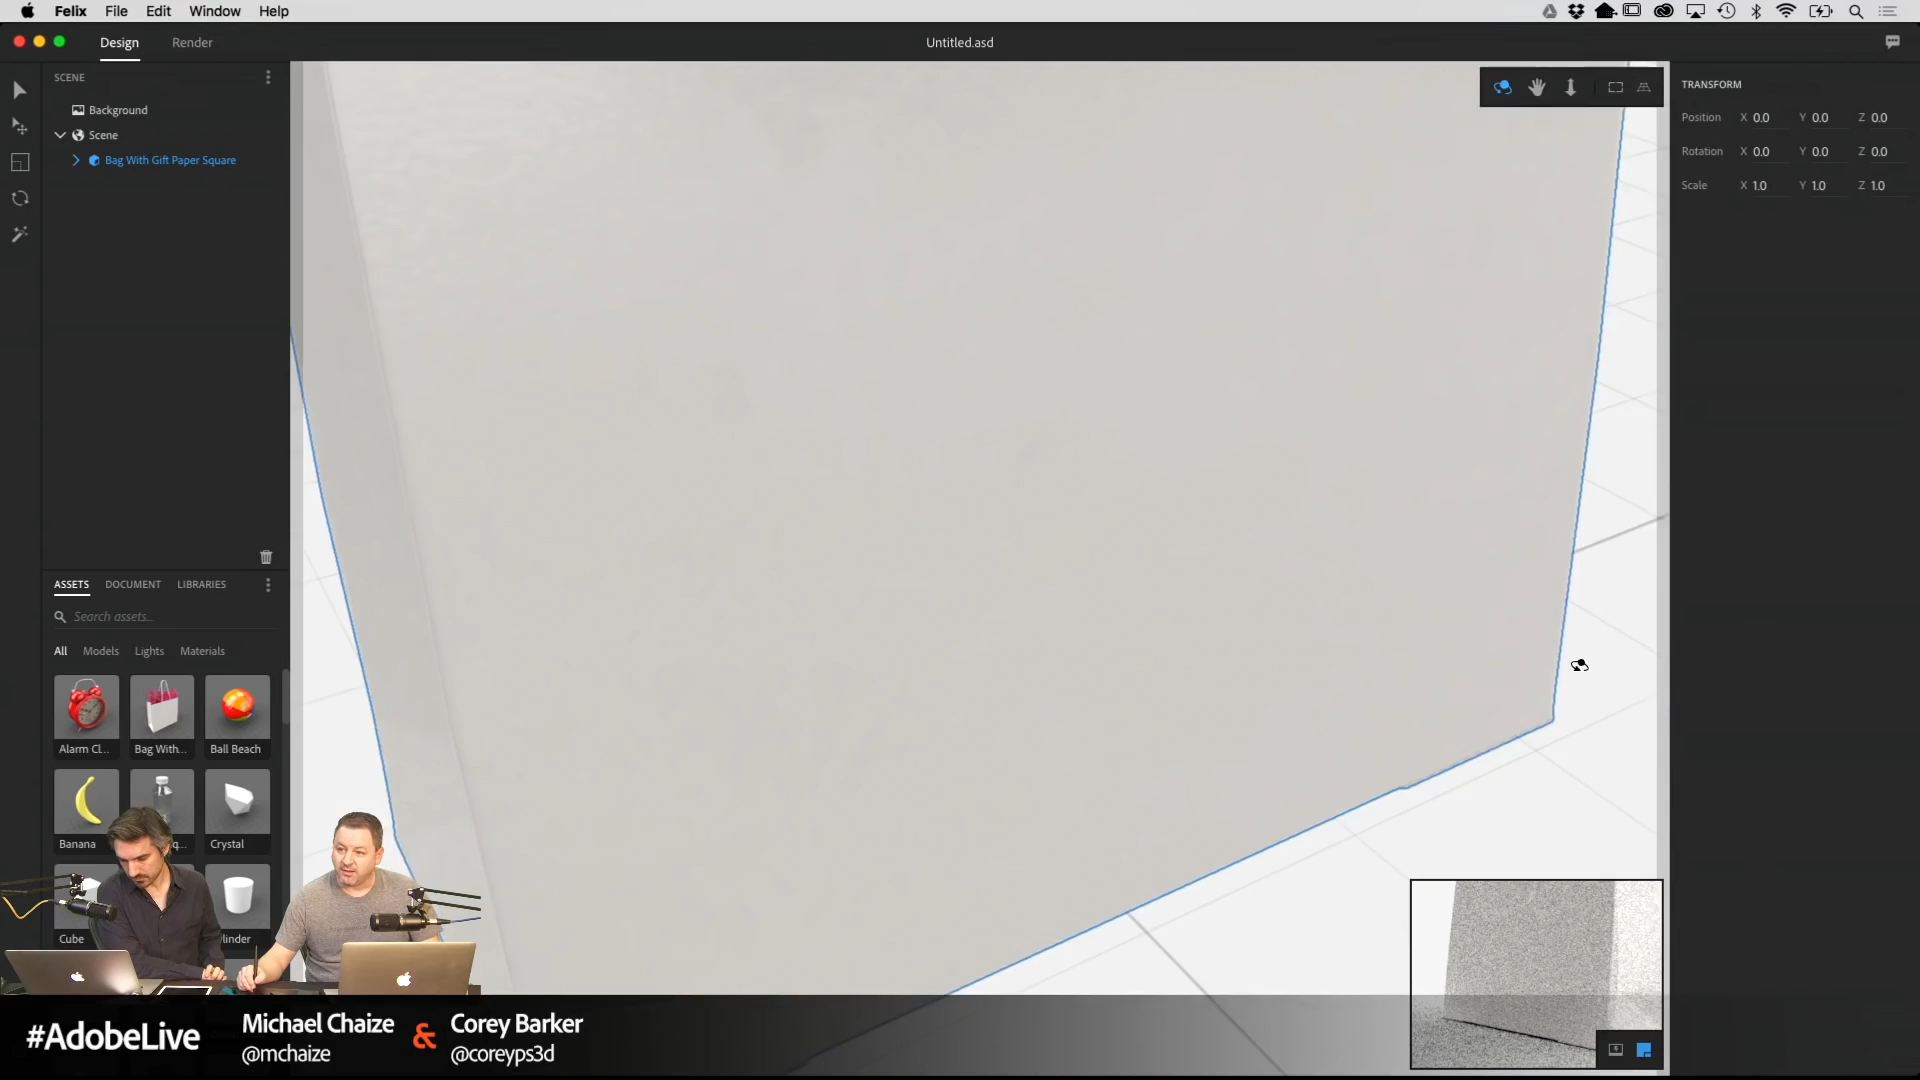 Felix File Edit Window Help
Design Render Untitled.asd
SCENE
Background
Scene
Bag With Gift Paper Square
TRANSFORM
Position X 0.0 Y 0.0 Z 0.0
Rotation X 0.0 Y 0.0 Z 0.0
Scale X 1.0 Y 1.0 Z 1.0
ASSETS DOCUMENT LIBRARIES
Search assets...
All Models Lights Materials
Alarm Cl... Bag With... Ball Beach
Banana Crystal
Cube
#AdobeLive
Michael Chaize & Corey Barker
@mchaize @coreyps3d